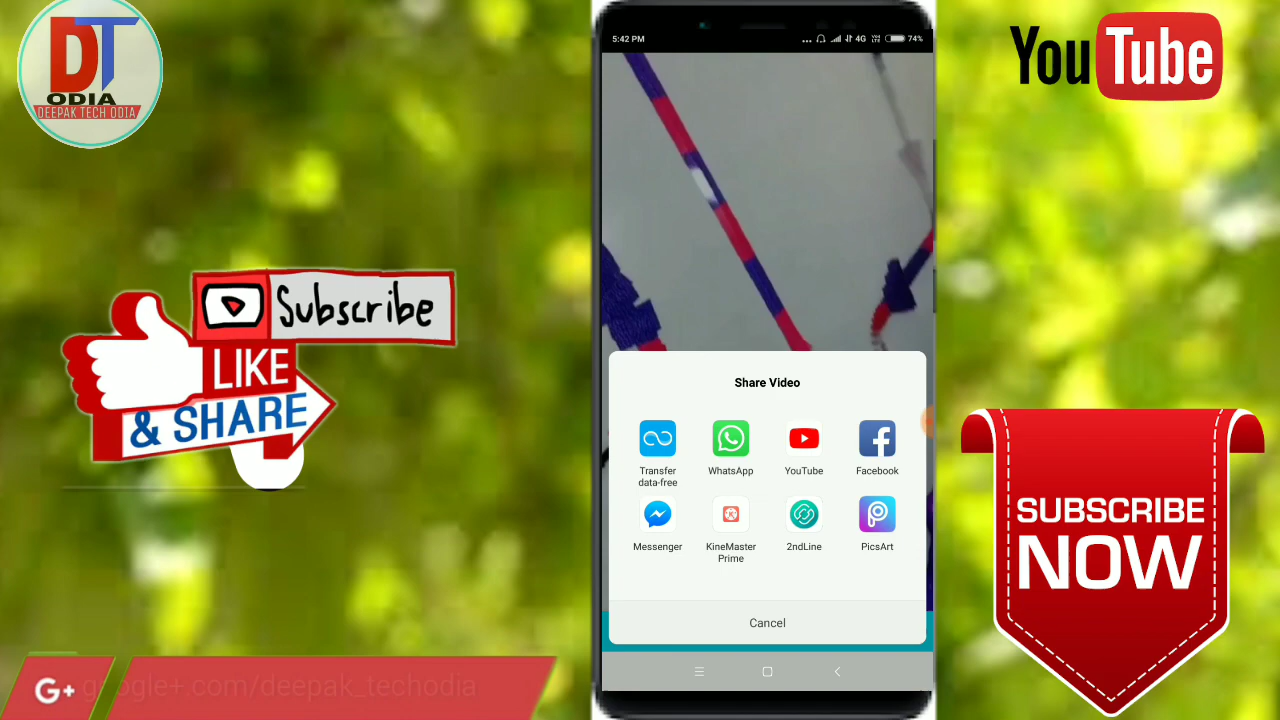 DT
ODIA
DEEPAK TECH ODIA
Subscribe
LIKE
& SHARE
G+ google+.com/deepak_techodia
5:42 PM
4G
74%
Share Video
Transfer
data-free
WhatsApp
YouTube
Facebook
Messenger
KineMaster
Prime
2ndLine
PicsArt
Cancel
YouTube
SUBSCRIBE
NOW